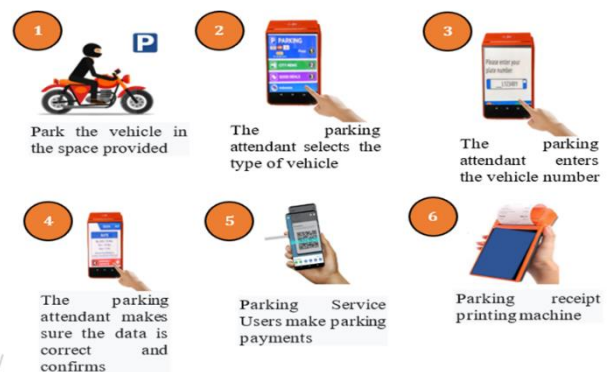 1
P
Park the vehicle in
the space provided
2
PARKING
The parking
attendant selects the
type of vehicle
3
Please enter your
plate number
The parking
attendant enters
the vehicle number
4
The parking
attendant makes
sure the data is
correct and
confirms
5
Parking Service
Users make parking
payments
6
Parking receipt
printing machine